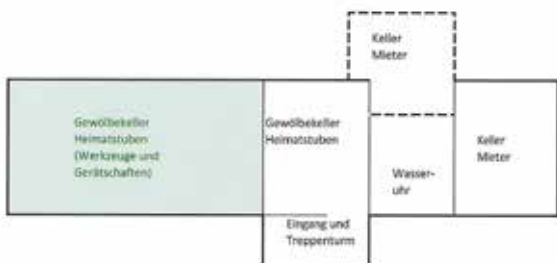 Keller
Mieter
Gewölbekeller
Heimatstuben
(Werkzeuge und
Gerätschaften)
Gewölbekeller
Heimatstuben
Wasser-
uhr
Keller
Mieter
Eingang und
Treppenturm